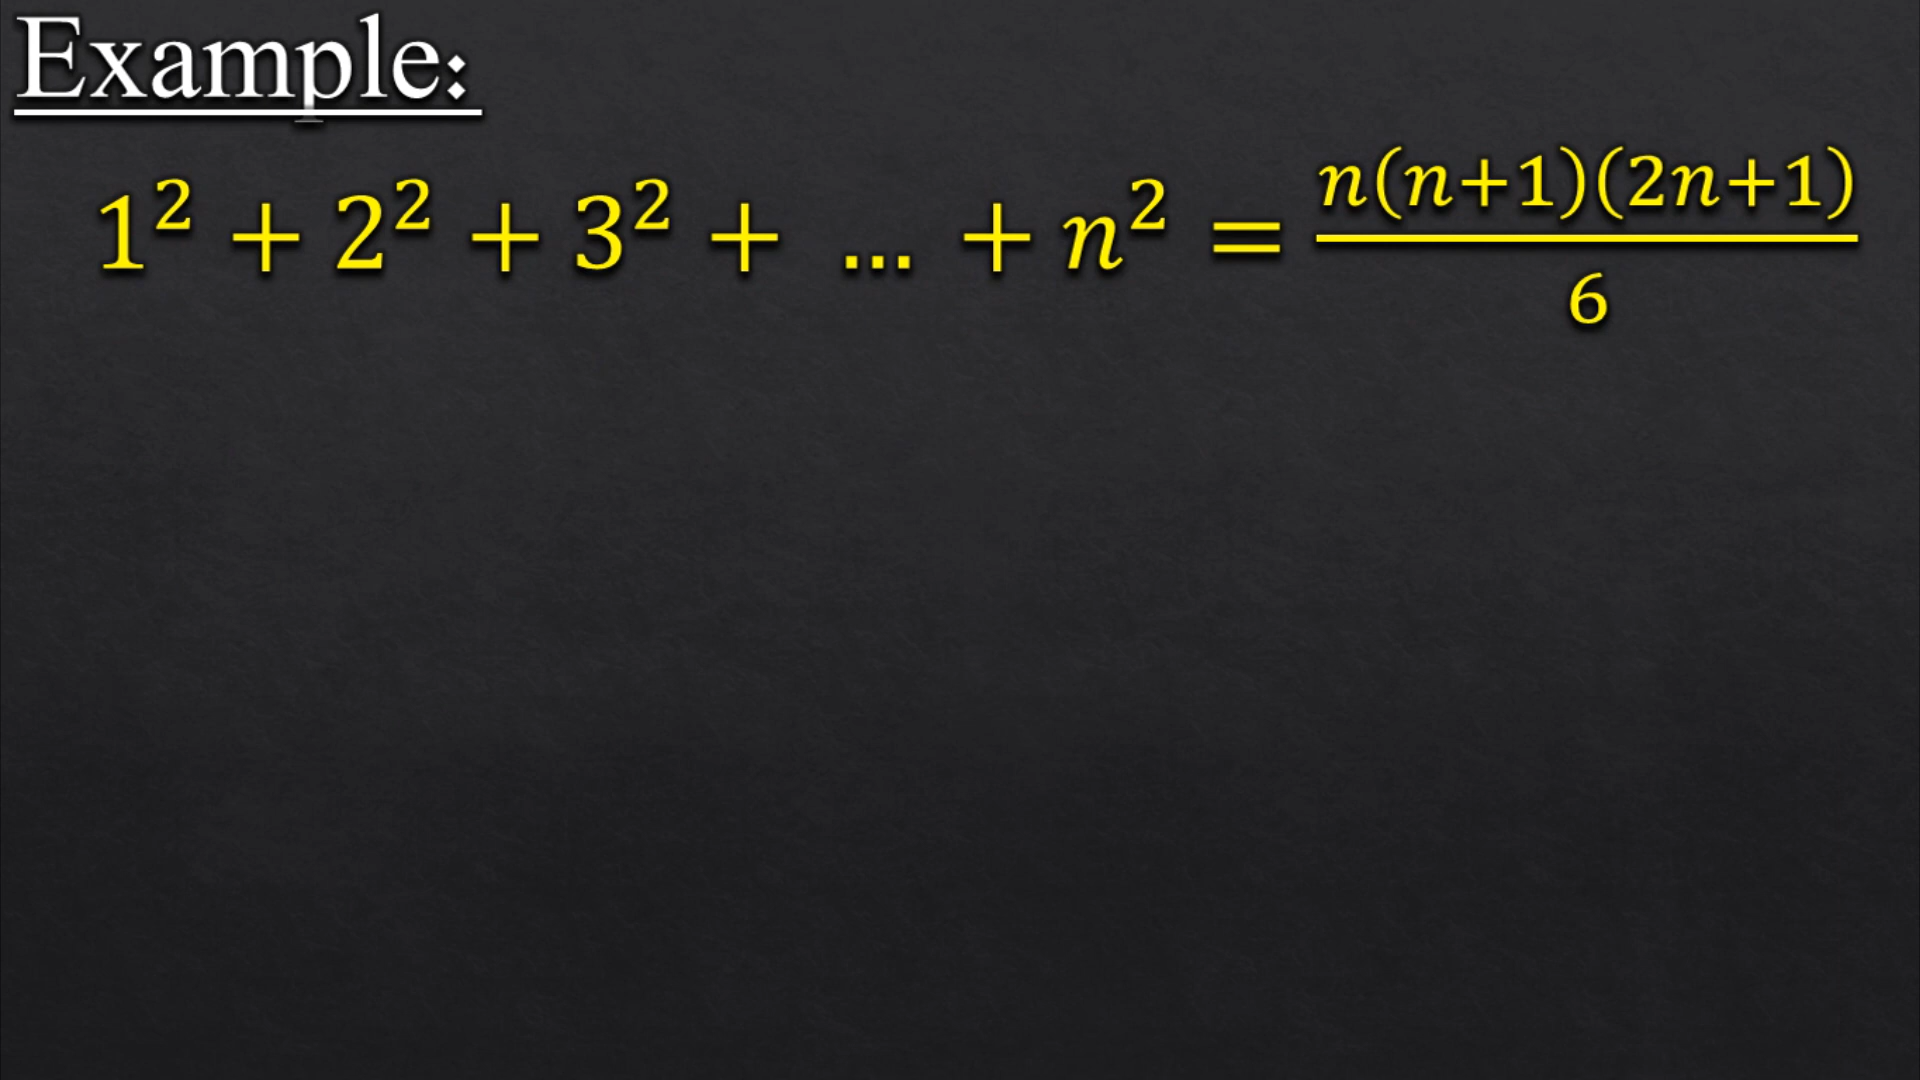 Example:
1² + 2² + 3² + ... + n² = n(n+1)(2n+1)/6